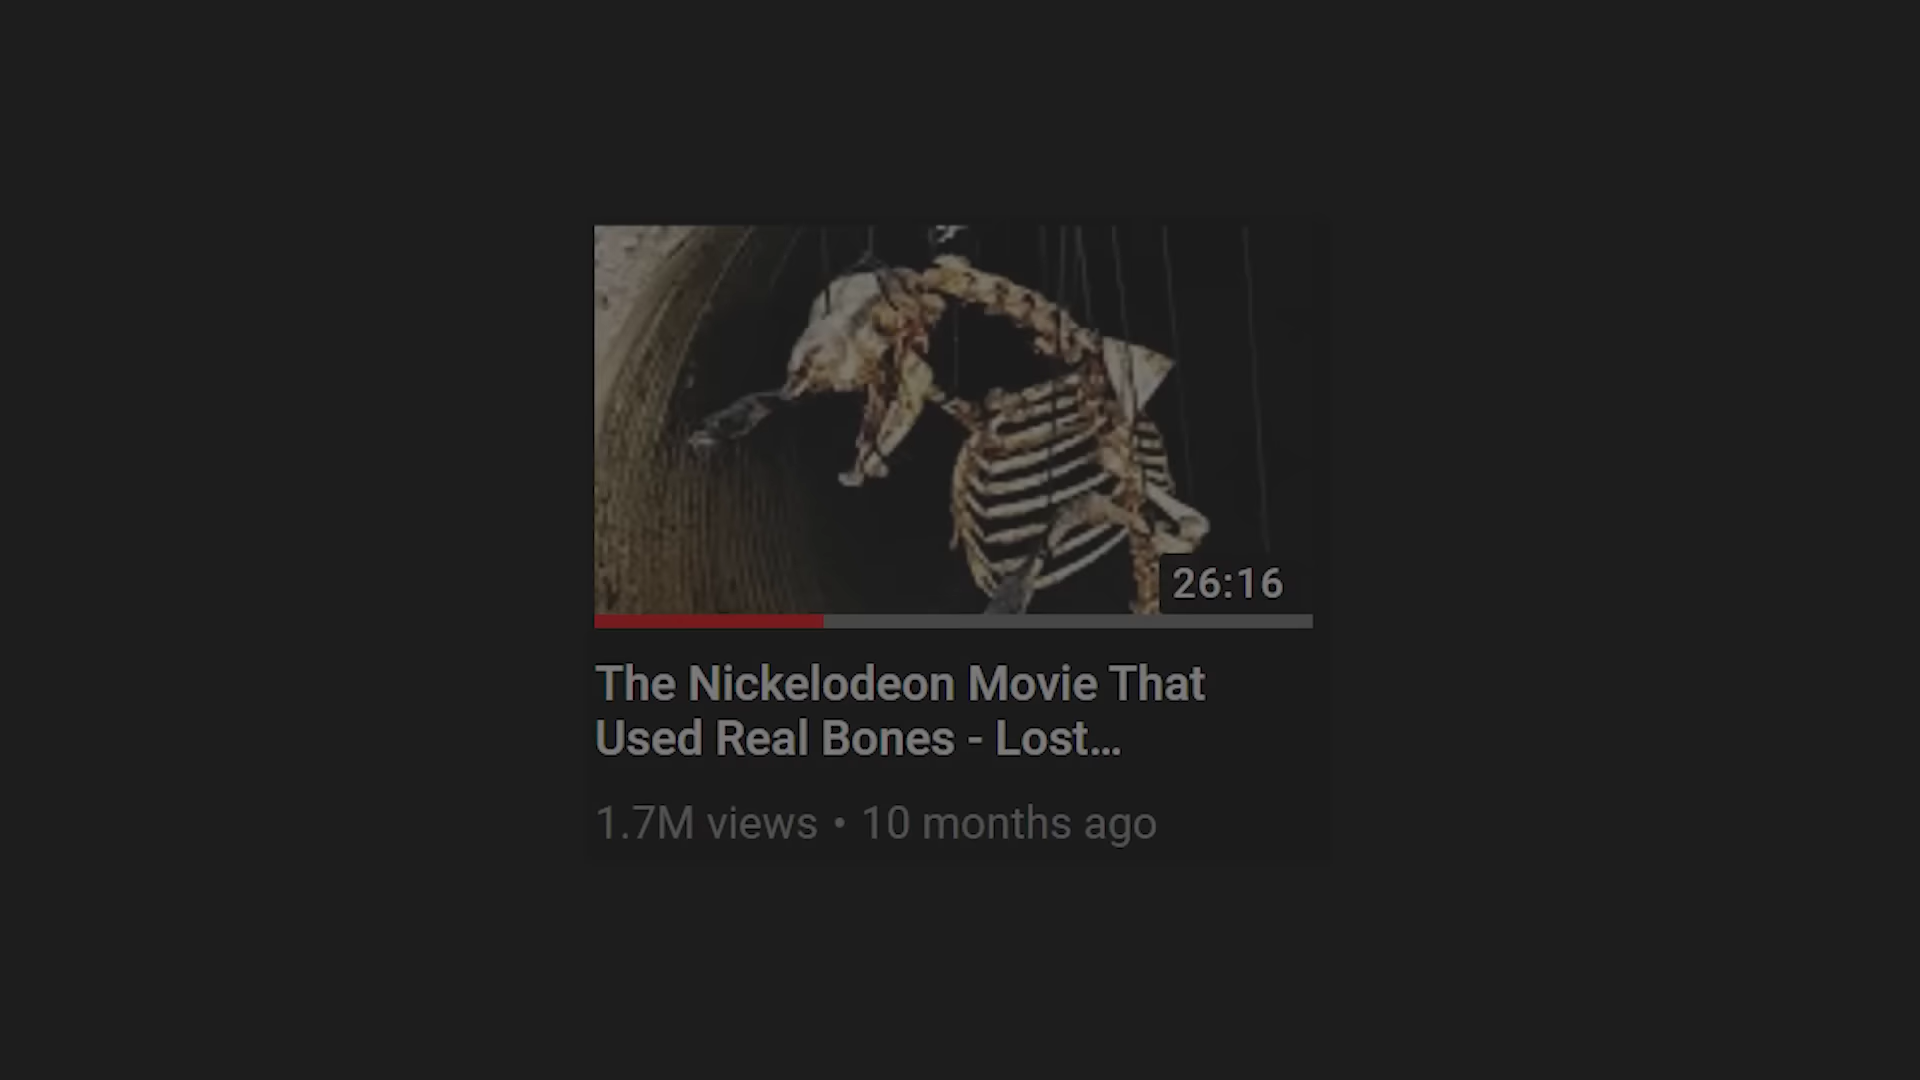 26:16
The Nickelodeon Movie That
Used Real Bones - Lost...
1.7M views • 10 months ago